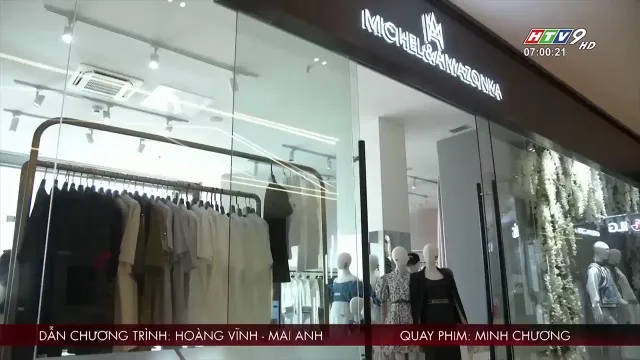 HTV9 HD
07:00:21
MICHEL&AMAZONKA
DẪN CHƯƠNG TRÌNH: HOÀNG VĨNH - MAI ANH
QUAY PHIM: MINH CHƯƠNG